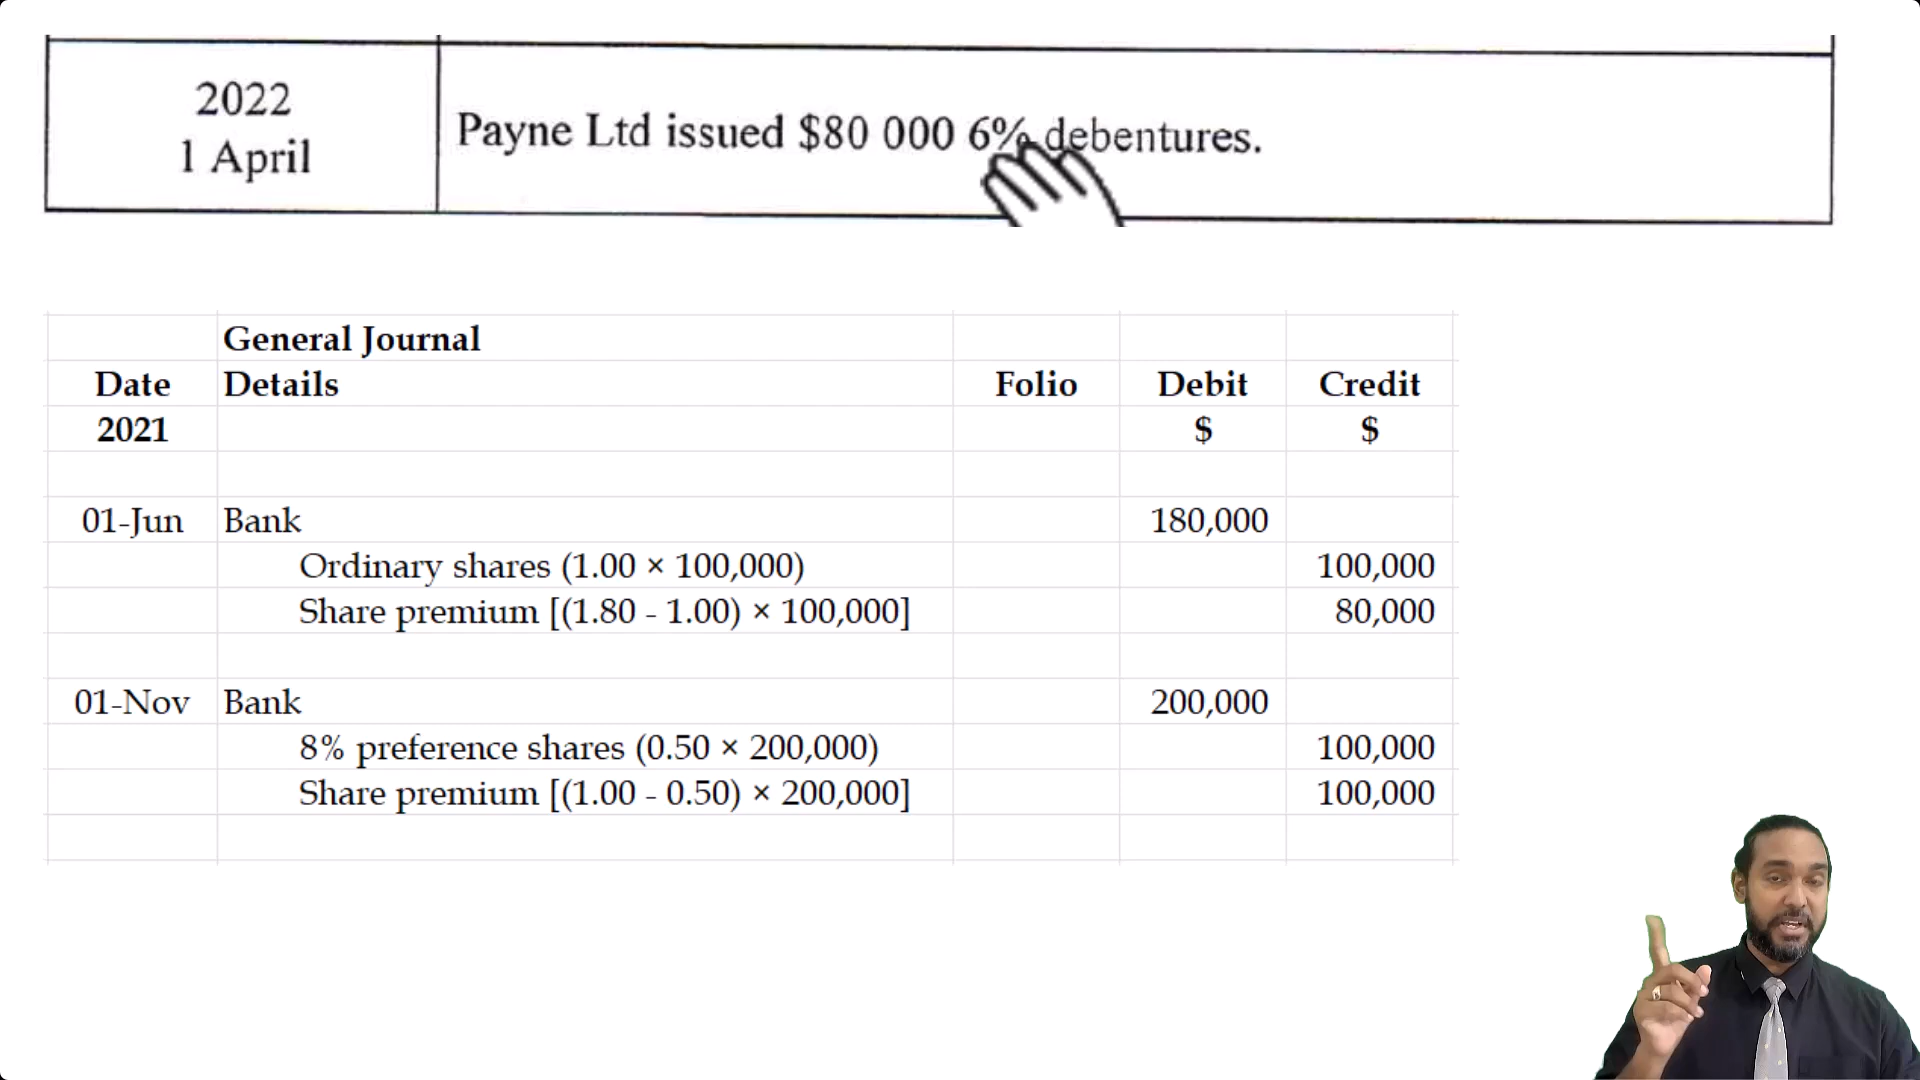 2022
1 April
Payne Ltd issued $80 000 6% debentures.
General Journal
Date Details Folio Debit Credit
2021 $ $
01-Jun Bank 180,000
Ordinary shares (1.00 × 100,000) 100,000
Share premium [(1.80 - 1.00) × 100,000] 80,000
01-Nov Bank 200,000
8% preference shares (0.50 × 200,000) 100,000
Share premium [(1.00 - 0.50) × 200,000] 100,000